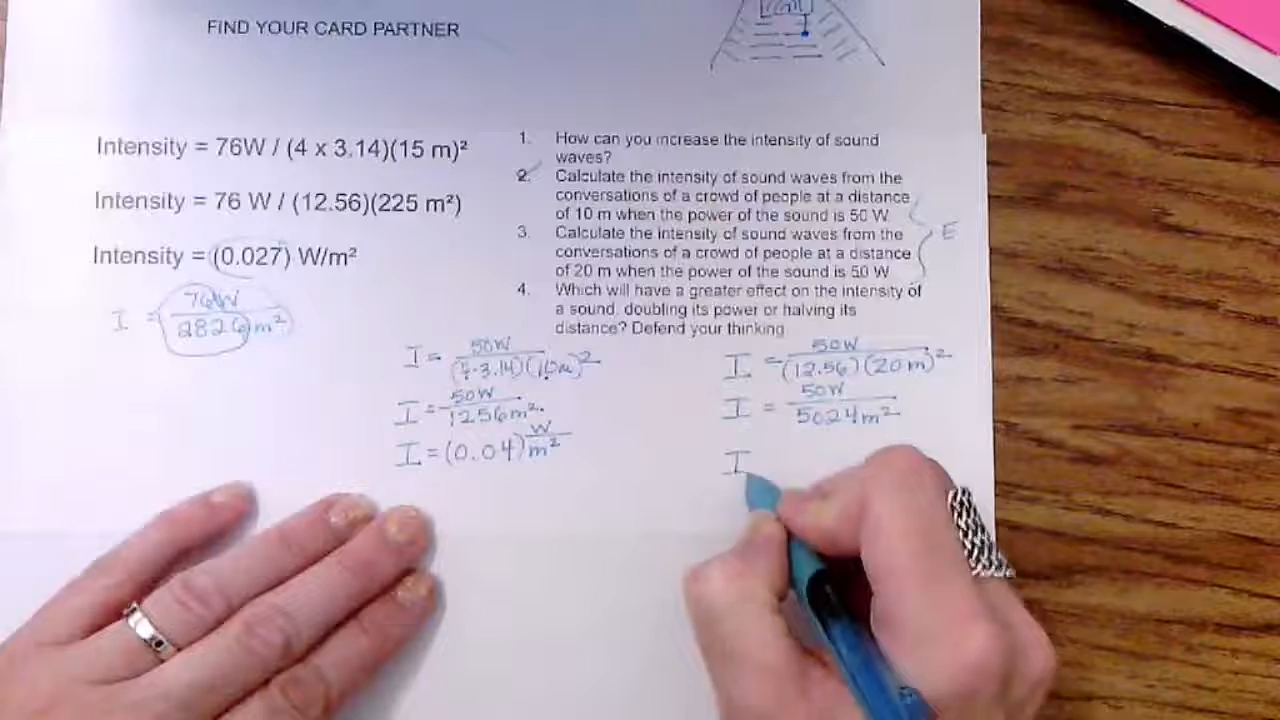 FIND YOUR CARD PARTNER
Intensity = 76W / (4 x 3.14)(15 m)²
Intensity = 76 W / (12.56)(225 m²)
Intensity = (0.027) W/m²
I = 76W
2826 m²
1. How can you increase the intensity of sound
waves?
2. Calculate the intensity of sound waves from the
conversations of a crowd of people at a distance
of 10 m when the power of the sound is 50 W
3. Calculate the intensity of sound waves from the
conversations of a crowd of people at a distance
of 20 m when the power of the sound is 50 W
4. Which will have a greater effect on the intensity of
a sound, doubling its power or halving its
distance? Defend your thinking
E
I = 50W
(4·3.14)(10m)²
I = 50W
1256m²
I = (0.04) W
m²
I = 50W
(12.56)(20m)²
I = 50W
5024m²
I